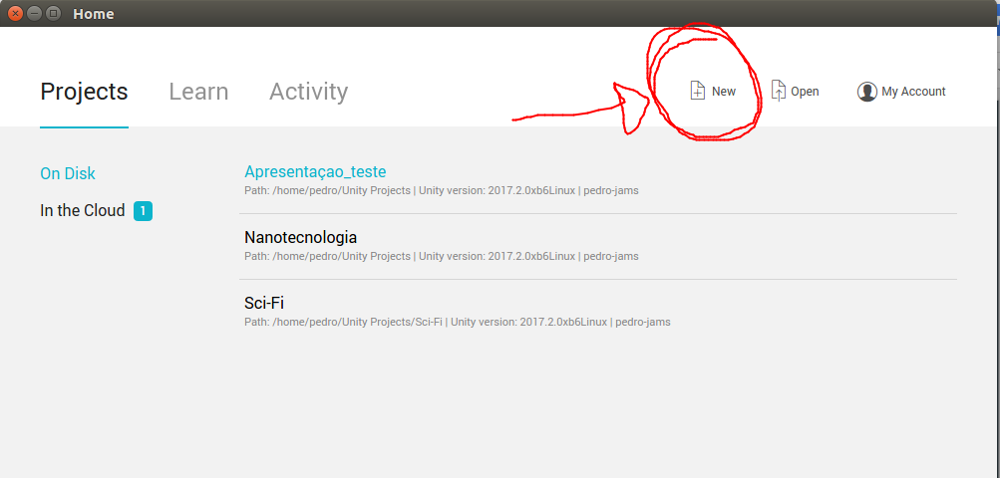 Home
Projects Learn Activity New Open My Account
On Disk
In the Cloud 1
Apresentaçao_teste
Path: /home/pedro/Unity Projects | Unity version: 2017.2.0xb6Linux | pedro-jams
Nanotecnologia
Path: /home/pedro/Unity Projects | Unity version: 2017.2.0xb6Linux | pedro-jams
Sci-Fi
Path: /home/pedro/Unity Projects/Sci-Fi | Unity version: 2017.2.0xb6Linux | pedro-jams